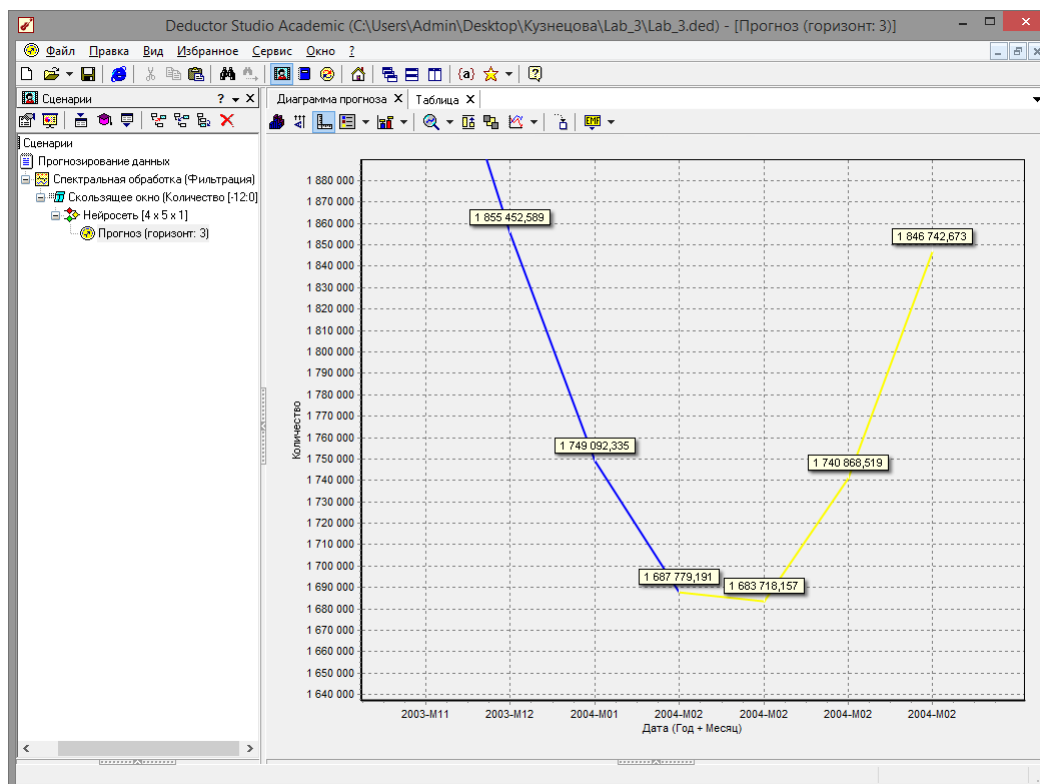 Deductor Studio Academic (C:\Users\Admin\Desktop\Кузнецова\Lab_3\Lab_3.ded) - [Прогноз (горизонт: 3)]
Файл Правка Вид Избранное Сервис Окно ?
{a}
EMF
Сценарии ?
Диаграмма прогноза X Таблица X
Сценарии
Прогнозирование данных
Спектральная обработка (Фильтрация)
Скользящее окно (Количество [-12:0]
Нейросеть [4 x 5 x 1]
Прогноз (горизонт: 3)
Количество
1 880 000
1 870 000
1 860 000
1 850 000
1 840 000
1 830 000
1 820 000
1 810 000
1 800 000
1 790 000
1 780 000
1 770 000
1 760 000
1 750 000
1 740 000
1 730 000
1 720 000
1 710 000
1 700 000
1 690 000
1 680 000
1 670 000
1 660 000
1 650 000
1 640 000
1 855 452,589
1 749 092,335
1 687 779,191
1 683 718,157
1 740 868,519
1 846 742,673
2003-M11 2003-M12 2004-M01 2004-M02 2004-M02 2004-M02 2004-M02
Дата (Год + Месяц)